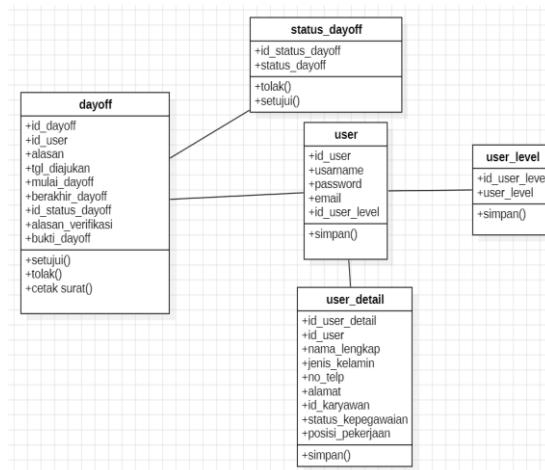 status_dayoff
+id_status_dayoff
+status_dayoff
+tolak()
+setujui()
dayoff
+id_dayoff
+id_user
+alasan
+tgl_diajukan
+mulai_dayoff
+berakhir_dayoff
+id_status_dayoff
+alasan_verifikasi
+bukti_dayoff
+setujui()
+tolak()
+cetak surat()
user
+id_user
+usamame
+password
+email
+id_user_level
+simpan()
user_level
+id_user_level
+user_level
+simpan()
user_detail
+id_user_detail
+id_user
+nama_lengkap
+jenis_kelamin
+no_telp
+alamat
+id_karyawan
+status_kepegawaian
+posisi_pekerjaan
+simpan()